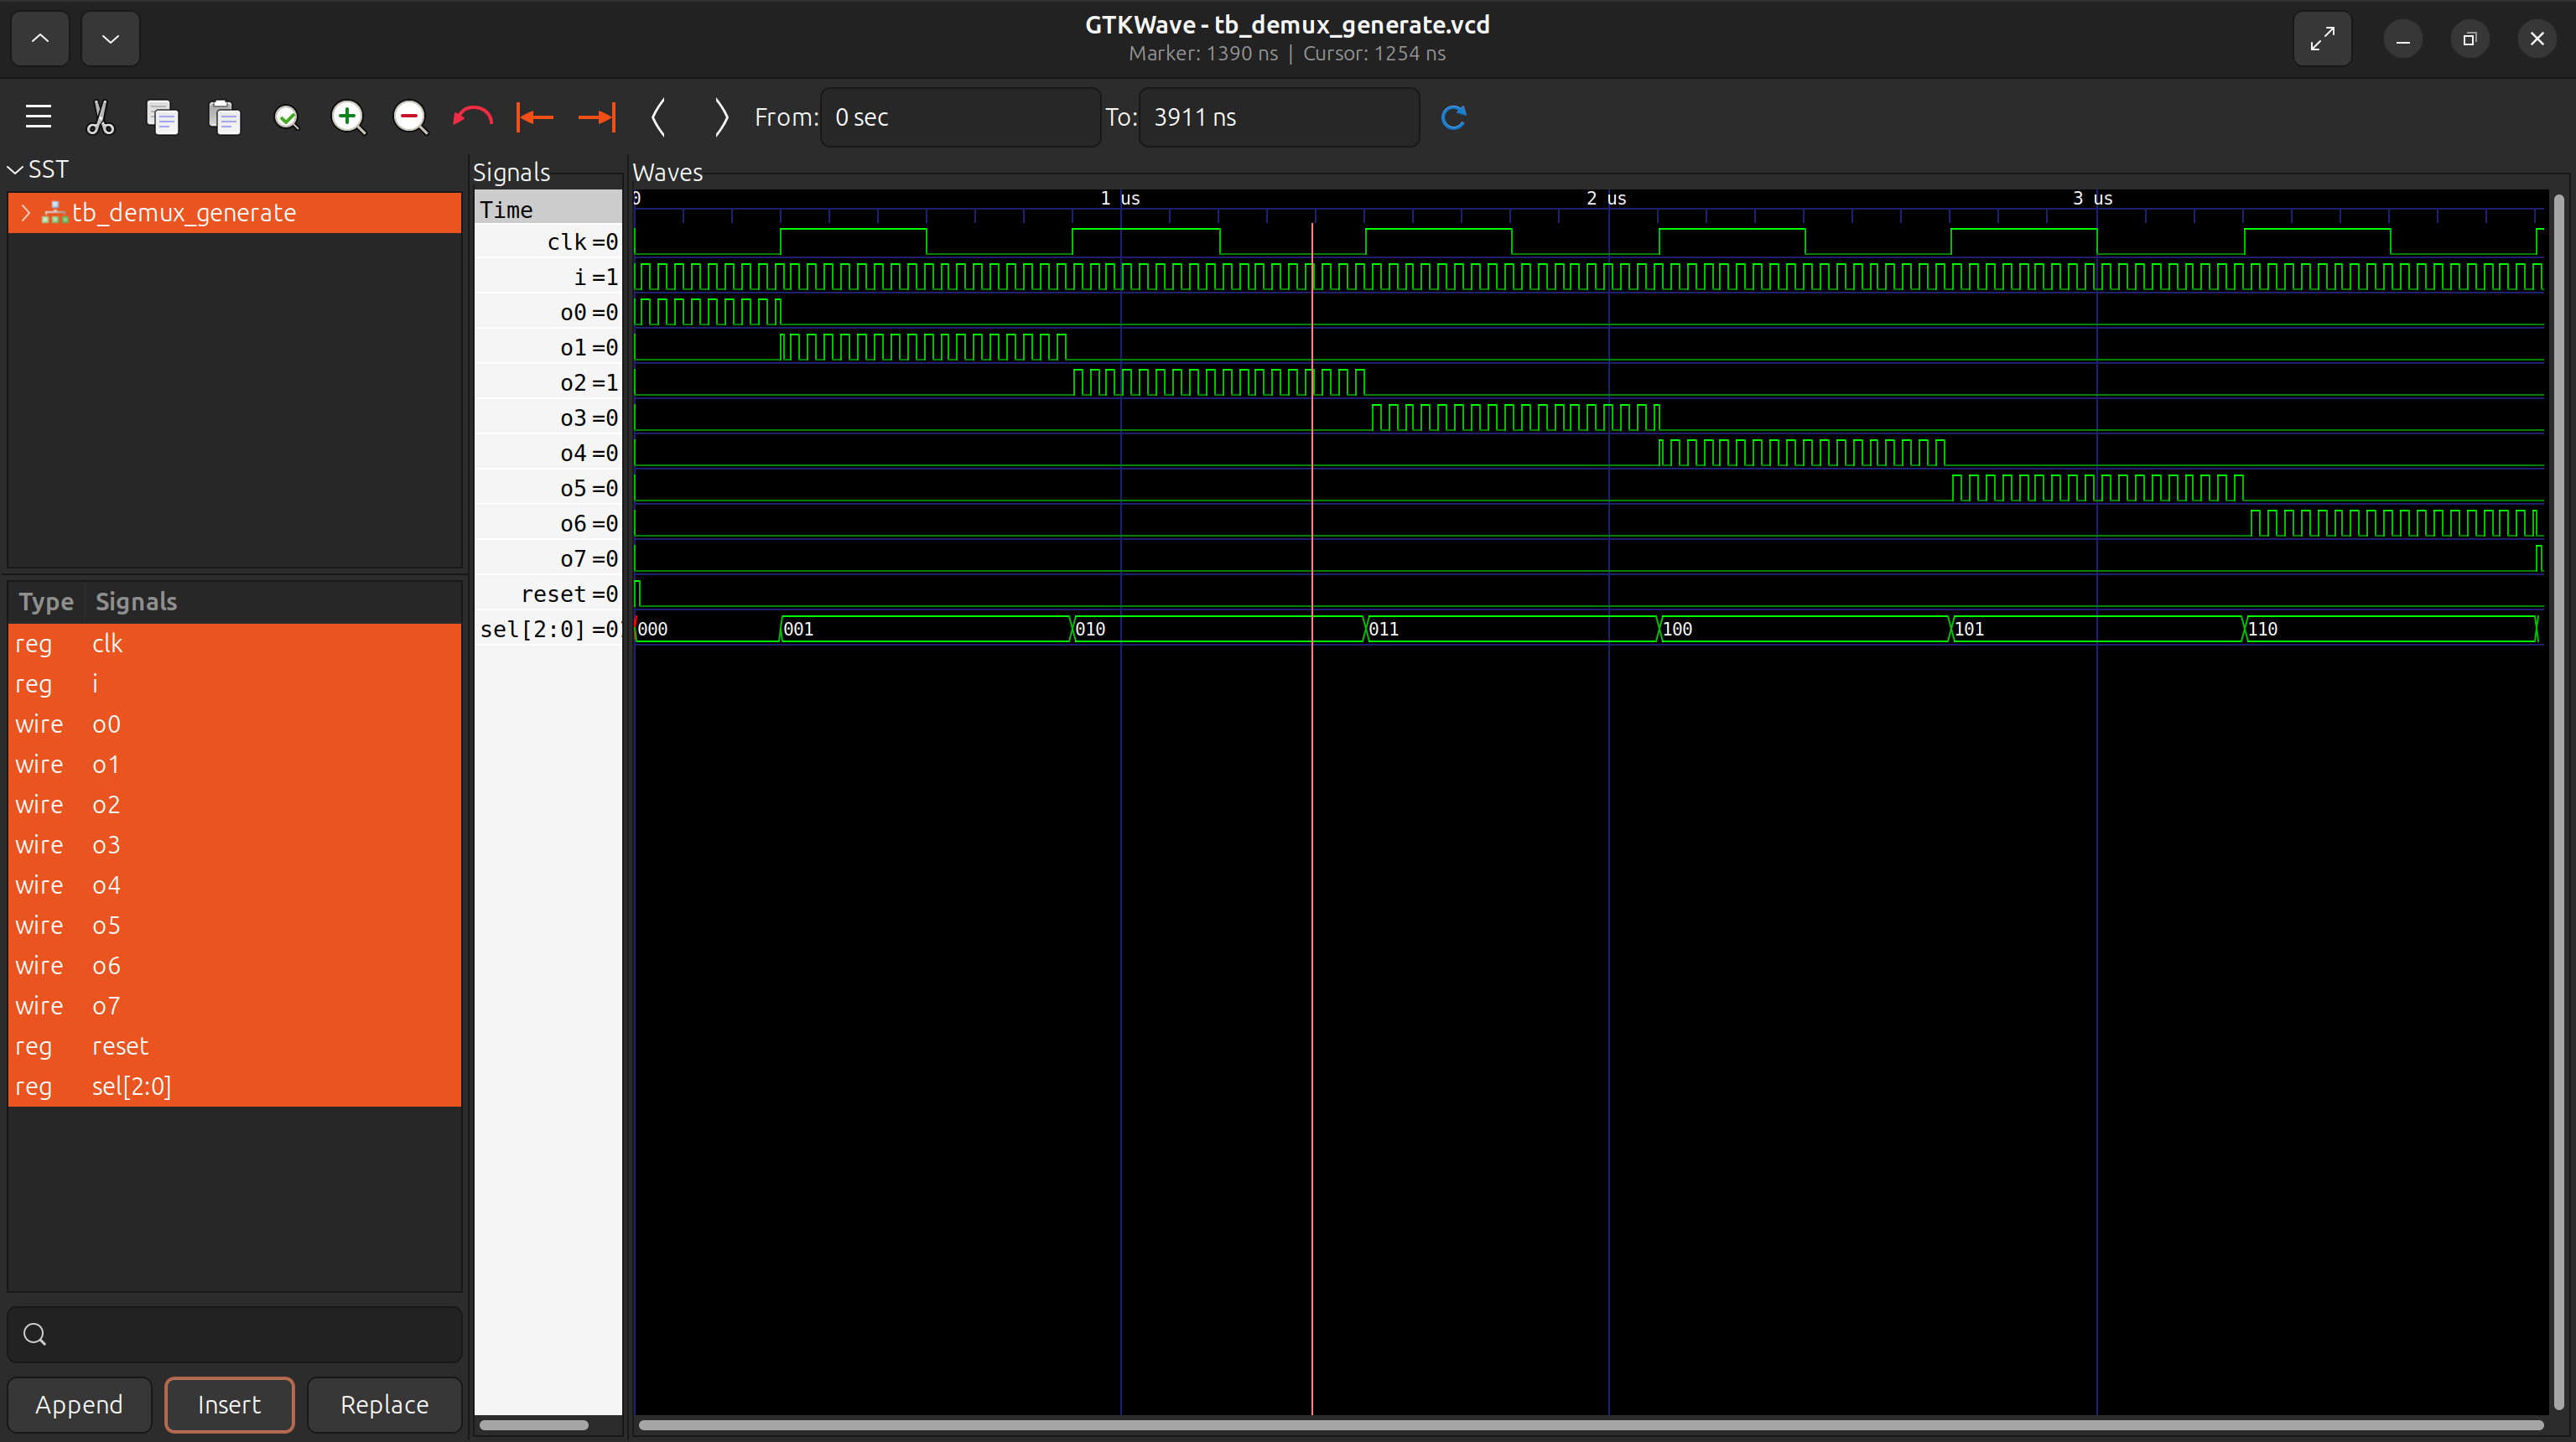 GTKWave - tb_demux_generate.vcd
Marker: 1390 ns | Cursor: 1254 ns
From: 0 sec To: 3911 ns
SST
tb_demux_generate
Type Signals
reg clk
reg i
wire o0
wire o1
wire o2
wire o3
wire o4
wire o5
wire o6
wire o7
reg reset
reg sel[2:0]
Append Insert Replace
Signals
Time
clk =0
i =1
o0 =0
o1 =0
o2 =1
o3 =0
o4 =0
o5 =0
o6 =0
o7 =0
reset =0
sel[2:0] =0
Waves
0 1 us 2 us 3 us
000 001 010 011 100 101 110